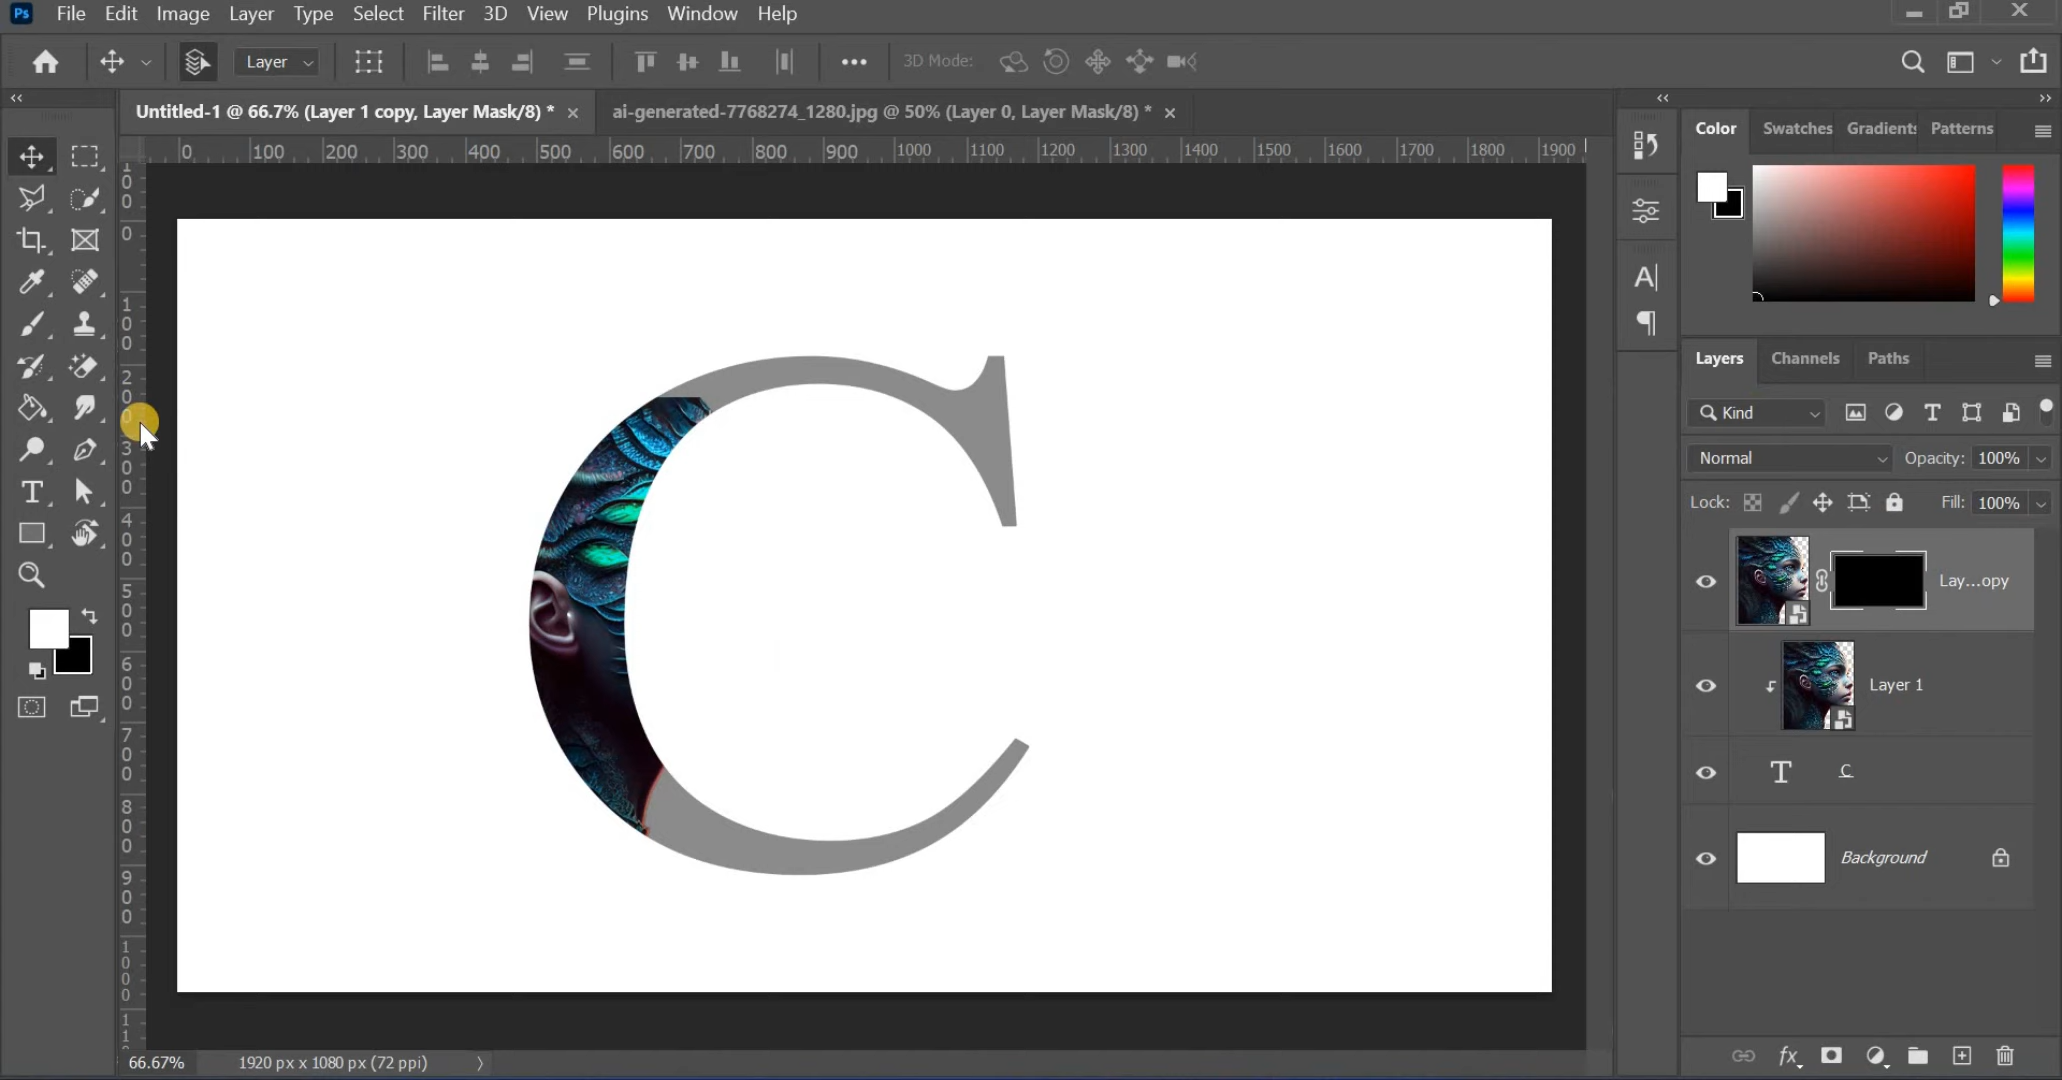 Ps File Edit Image Layer Type Select Filter 3D View Plugins Window Help
Layer 3D Mode:
Untitled-1 @ 66.7% (Layer 1 copy, Layer Mask/8) * ai-generated-7768274_1280.jpg @ 50% (Layer 0, Layer Mask/8) *
0 100 200 300 400 500 600 700 800 900 1000 1100 1200 1300 1400 1500 1600 1700 1800 1900
Color Swatches Gradients Patterns
C
Layers Channels Paths
Kind
Normal Opacity: 100%
Lock: Fill: 100%
Lay...opy
Layer 1
T C
Background
66.67% 1920 px x 1080 px (72 ppi)
fx